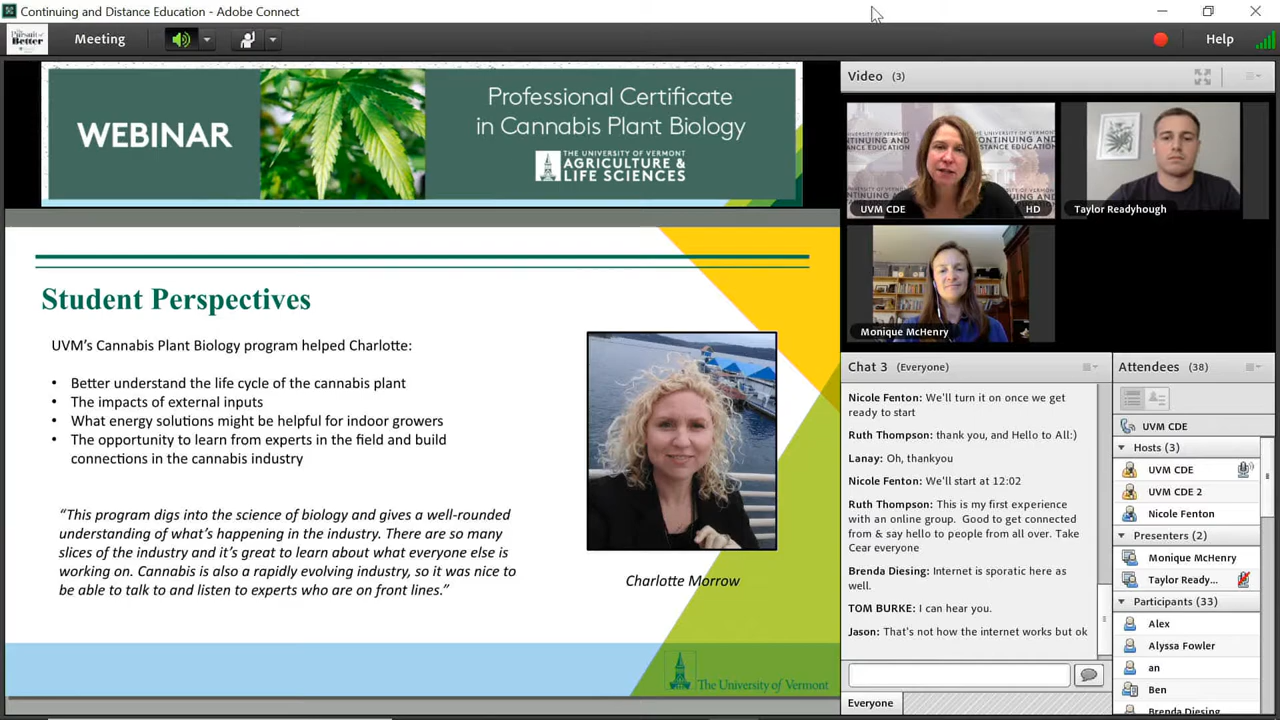 Continuing and Distance Education - Adobe Connect
Pursuit of
Better
Meeting
Help
WEBINAR
Professional Certificate
in Cannabis Plant Biology
THE UNIVERSITY OF VERMONT
AGRICULTURE &
LIFE SCIENCES
Student Perspectives
UVM's Cannabis Plant Biology program helped Charlotte:
• Better understand the life cycle of the cannabis plant
• The impacts of external inputs
• What energy solutions might be helpful for indoor growers
• The opportunity to learn from experts in the field and build
connections in the cannabis industry
“This program digs into the science of biology and gives a well-rounded
understanding of what’s happening in the industry. There are so many
slices of the industry and it’s great to learn about what everyone else is
working on. Cannabis is also a rapidly evolving industry, so it was nice to
be able to talk to and listen to experts who are on front lines.”
Charlotte Morrow
The University of Vermont
Video (3)
UVM CDE
HD
Taylor Readyhough
Monique McHenry
Chat 3 (Everyone)
Nicole Fenton: We'll turn it on once we get
ready to start
Ruth Thompson: thank you, and Hello to All:)
Lanay: Oh, thankyou
Nicole Fenton: We'll start at 12:02
Ruth Thompson: This is my first experience
with an online group. Good to get connected
from & say hello to people from all over. Take
Cear everyone
Brenda Diesing: Internet is sporatic here as
well.
TOM BURKE: I can hear you.
Jason: That's not how the internet works but ok
Everyone
Attendees (38)
UVM CDE
Hosts (3)
UVM CDE
UVM CDE 2
Nicole Fenton
Presenters (2)
Monique McHenry
Taylor Ready...
Participants (33)
Alex
Alyssa Fowler
an
Ben
Brenda Diesing